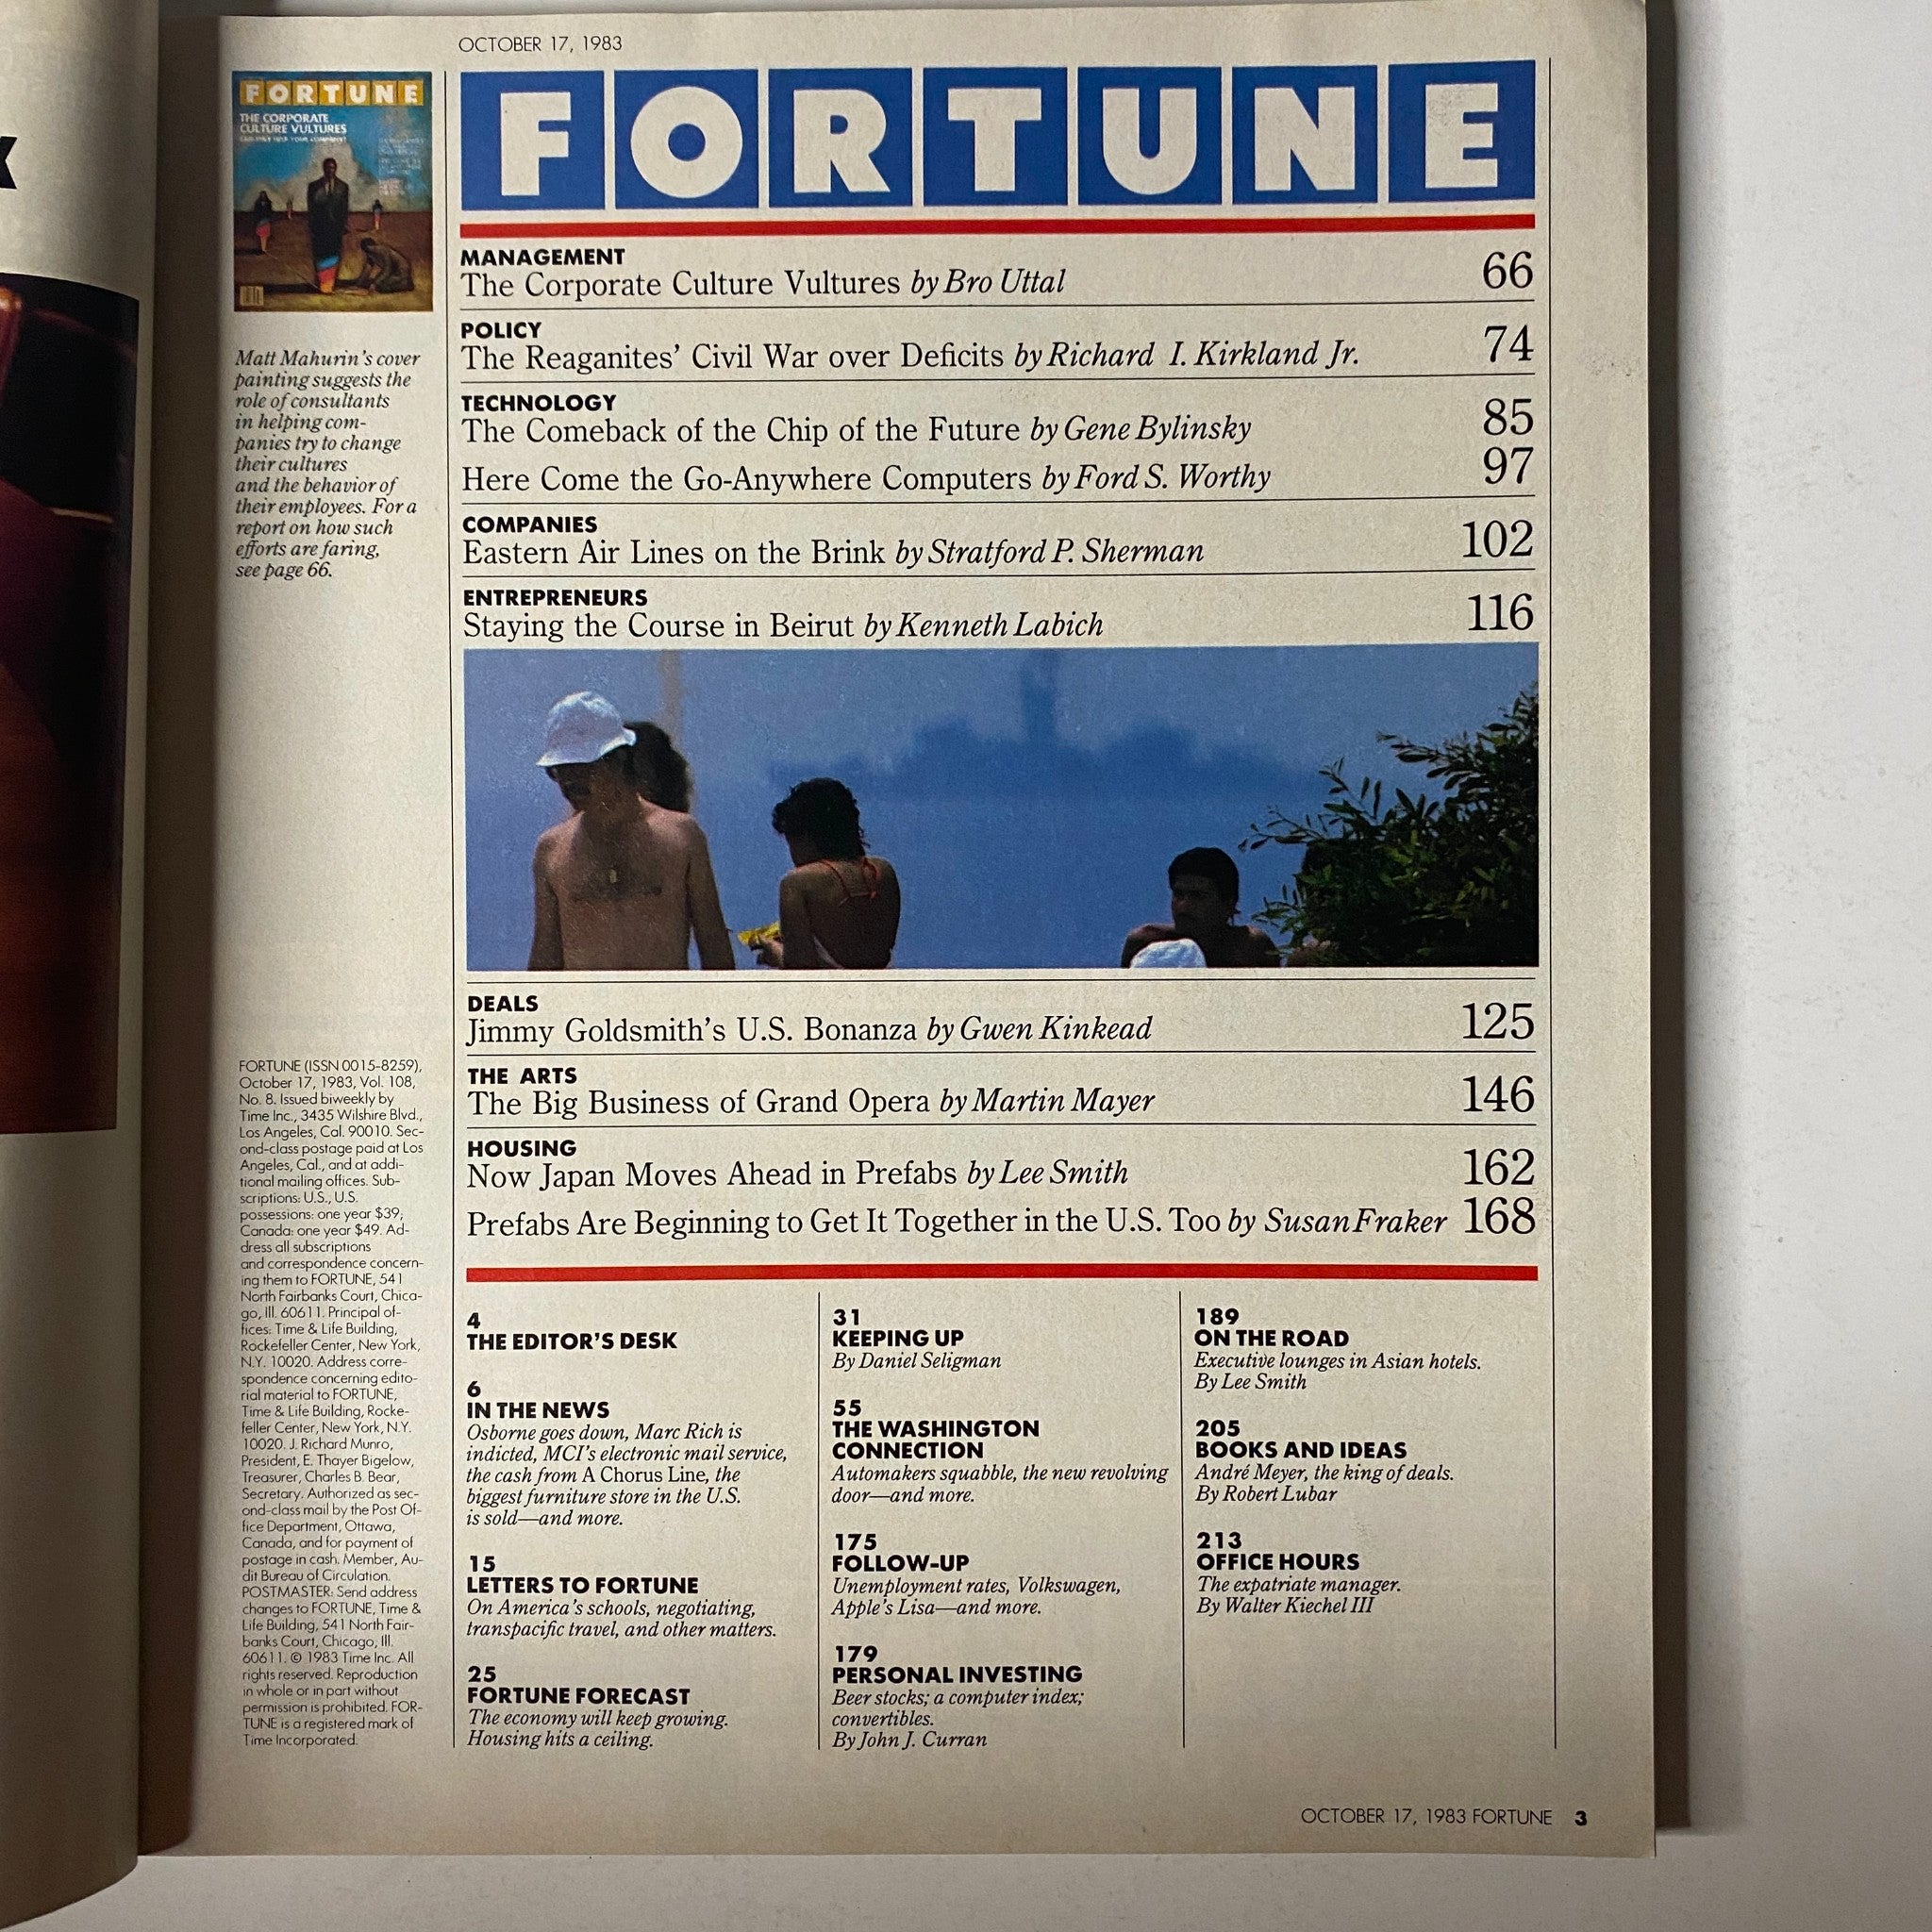 OCTOBER 17, 1983
FORTUNE
FORTUNE
THE CORPORATE
CULTURE VULTURES
Matt Mahurin's cover
painting suggests the
role of consultants
in helping com-
panies try to change
their cultures
and the behavior of
their employees. For a
report on how such
efforts are faring,
see page 66.
FORTUNE (ISSN 0015-8259),
October 17, 1983, Vol. 108,
No. 8. Issued biweekly by
Time Inc., 3435 Wilshire Blvd.,
Los Angeles, Cal. 90010. Sec-
ond-class postage paid at Los
Angeles, Cal., and at addi-
tional mailing offices. Sub-
scriptions: U.S., U.S.
possessions: one year $39;
Canada: one year $49. Ad-
dress all subscriptions
and correspondence concern-
ing them to FORTUNE, 541
North Fairbanks Court, Chica-
go, Ill. 60611. Principal of-
fices: Time & Life Building,
Rockefeller Center, New York,
N.Y. 10020. Address corre-
spondence concerning edito-
rial material to FORTUNE,
Time & Life Building, Rocke-
feller Center, New York, N.Y.
10020. J. Richard Munro,
President, E. Thayer Bigelow,
Treasurer, Charles B. Bear,
Secretary. Authorized as sec-
ond-class mail by the Post Of-
fice Department, Ottawa,
Canada, and for payment of
postage in cash. Member, Au-
dit Bureau of Circulation.
POSTMASTER: Send address
changes to FORTUNE, Time &
Life Building, 541 North Fair-
banks Court, Chicago, Ill.
60611. © 1983 Time Inc. All
rights reserved. Reproduction
in whole or in part without
permission is prohibited. FOR-
TUNE is a registered mark of
Time Incorporated.
MANAGEMENT
The Corporate Culture Vultures by Bro Uttal 66
POLICY
The Reaganites' Civil War over Deficits by Richard I. Kirkland Jr. 74
TECHNOLOGY
The Comeback of the Chip of the Future by Gene Bylinsky 85
Here Come the Go-Anywhere Computers by Ford S. Worthy 97
COMPANIES
Eastern Air Lines on the Brink by Stratford P. Sherman 102
ENTREPRENEURS
Staying the Course in Beirut by Kenneth Labich 116
DEALS
Jimmy Goldsmith's U.S. Bonanza by Gwen Kinkead 125
THE ARTS
The Big Business of Grand Opera by Martin Mayer 146
HOUSING
Now Japan Moves Ahead in Prefabs by Lee Smith 162
Prefabs Are Beginning to Get It Together in the U.S. Too by Susan Fraker 168
4
THE EDITOR'S DESK
6
IN THE NEWS
Osborne goes down, Marc Rich is
indicted, MCI's electronic mail service,
the cash from A Chorus Line, the
biggest furniture store in the U.S.
is sold—and more.
15
LETTERS TO FORTUNE
On America's schools, negotiating,
transpacific travel, and other matters.
25
FORTUNE FORECAST
The economy will keep growing.
Housing hits a ceiling.
31
KEEPING UP
By Daniel Seligman
55
THE WASHINGTON
CONNECTION
Automakers squabble, the new revolving
door—and more.
175
FOLLOW-UP
Unemployment rates, Volkswagen,
Apple's Lisa—and more.
179
PERSONAL INVESTING
Beer stocks; a computer index;
convertibles.
By John J. Curran
189
ON THE ROAD
Executive lounges in Asian hotels.
By Lee Smith
205
BOOKS AND IDEAS
André Meyer, the king of deals.
By Robert Lubar
213
OFFICE HOURS
The expatriate manager.
By Walter Kiechel III
OCTOBER 17, 1983 FORTUNE 3